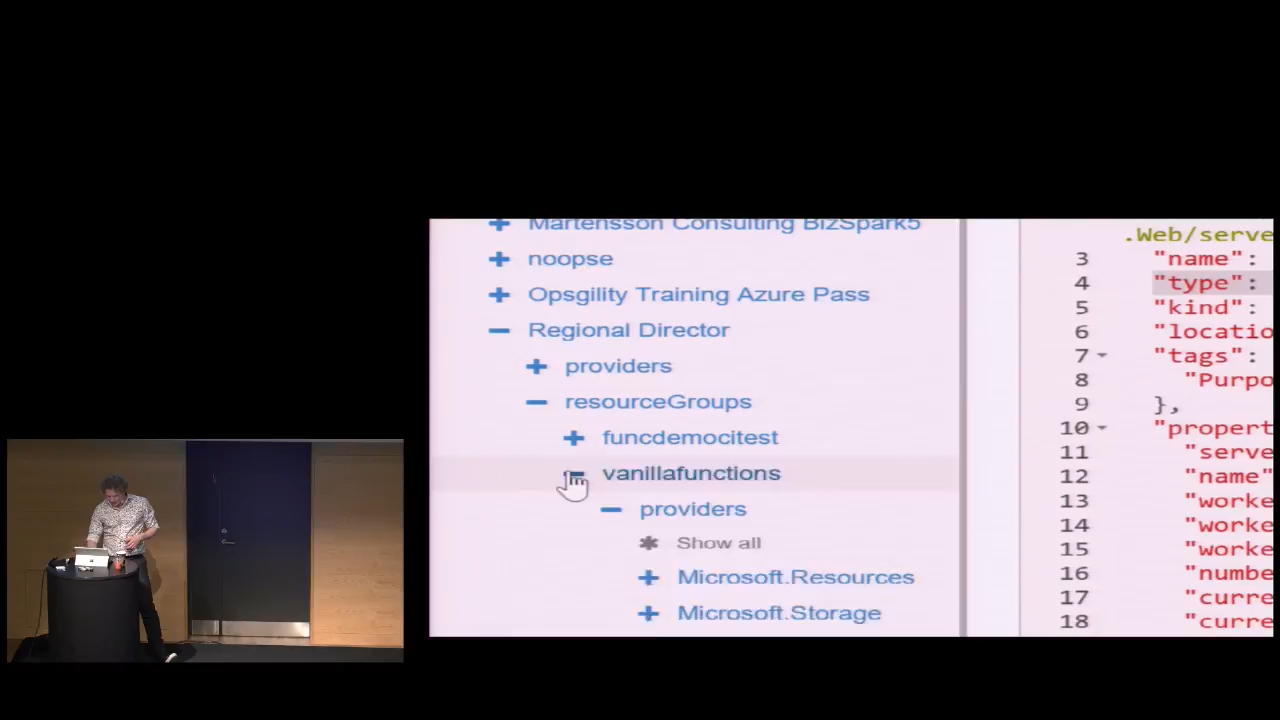 Martensson Consulting BizSpark5
noopse
Opsgility Training Azure Pass
Regional Director
providers
resourceGroups
funcdemocitest
vanillafunctions
providers
Show all
Microsoft.Resources
Microsoft.Storage
.Web/serve
3 "name":
4 "type":
5 "kind":
6 "locatio
7 "tags":
8 "Purpo
9 },
10 "propert
11 "serve
12 "name"
13 "worke
14 "worke
15 "worke
16 "numbe
17 "curre
18 "curre